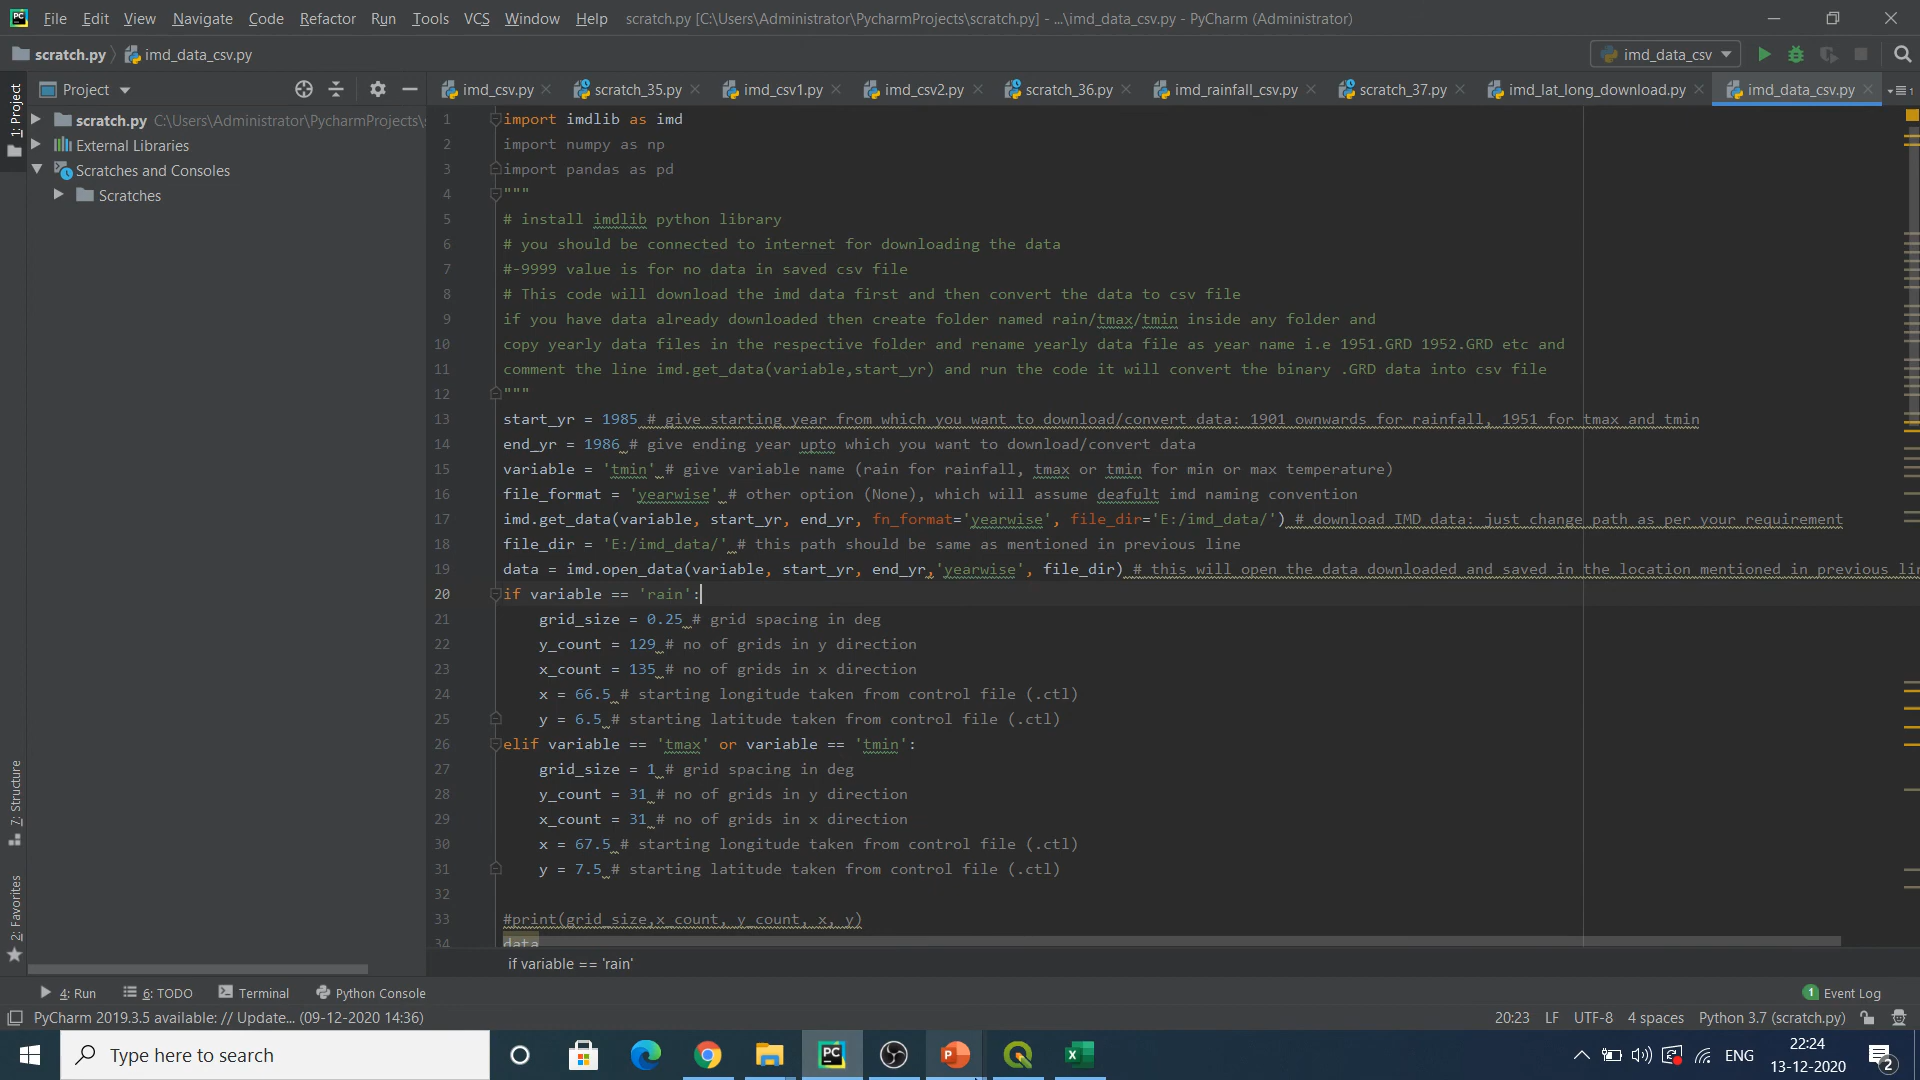 File Edit View Navigate Code Refactor Run Tools VCS Window Help scratch.py [C:\Users\Administrator\PycharmProjects\scratch.py] - ...\imd_data_csv.py - PyCharm (Administrator)
scratch.py imd_data_csv.py imd_data_csv
Project
imd_csv.py scratch_35.py imd_csv1.py imd_csv2.py scratch_36.py imd_rainfall_csv.py scratch_37.py imd_lat_long_download.py imd_data_csv.py
1: Project
scratch.py C:\Users\Administrator\PycharmProjects\
External Libraries
Scratches and Consoles
Scratches
1 import imdlib as imd
2 import numpy as np
3 import pandas as pd
4 """
5 # install imdlib python library
6 # you should be connected to internet for downloading the data
7 #-9999 value is for no data in saved csv file
8 # This code will download the imd data first and then convert the data to csv file
9 if you have data already downloaded then create folder named rain/tmax/tmin inside any folder and
10 copy yearly data files in the respective folder and rename yearly data file as year name i.e 1951.GRD 1952.GRD etc and
11 comment the line imd.get_data(variable,start_yr) and run the code it will convert the binary .GRD data into csv file
12 """
13 start_yr = 1985 # give starting year from which you want to download/convert data: 1901 ownwards for rainfall, 1951 for tmax and tmin
14 end_yr = 1986 # give ending year upto which you want to download/convert data
15 variable = 'tmin' # give variable name (rain for rainfall, tmax or tmin for min or max temperature)
16 file_format = 'yearwise' # other option (None), which will assume deafult imd naming convention
17 imd.get_data(variable, start_yr, end_yr, fn_format='yearwise', file_dir='E:/imd_data/') # download IMD data: just change path as per your requirement
18 file_dir = 'E:/imd_data/' # this path should be same as mentioned in previous line
19 data = imd.open_data(variable, start_yr, end_yr,'yearwise', file_dir) # this will open the data downloaded and saved in the location mentioned in previous lin
20 if variable == 'rain':
21 grid_size = 0.25 # grid spacing in deg
22 y_count = 129 # no of grids in y direction
23 x_count = 135 # no of grids in x direction
24 x = 66.5 # starting longitude taken from control file (.ctl)
25 y = 6.5 # starting latitude taken from control file (.ctl)
26 elif variable == 'tmax' or variable == 'tmin':
27 grid_size = 1 # grid spacing in deg
28 y_count = 31 # no of grids in y direction
29 x_count = 31 # no of grids in x direction
30 x = 67.5 # starting longitude taken from control file (.ctl)
31 y = 7.5 # starting latitude taken from control file (.ctl)
32
33 #print(grid_size,x_count, y_count, x, y)
34 data
7: Structure
2: Favorites
if variable == 'rain'
4: Run 6: TODO Terminal Python Console 1 Event Log
PyCharm 2019.3.5 available: // Update... (09-12-2020 14:36) 20:23 LF UTF-8 4 spaces Python 3.7 (scratch.py)
Type here to search
ENG
22:24
13-12-2020
2